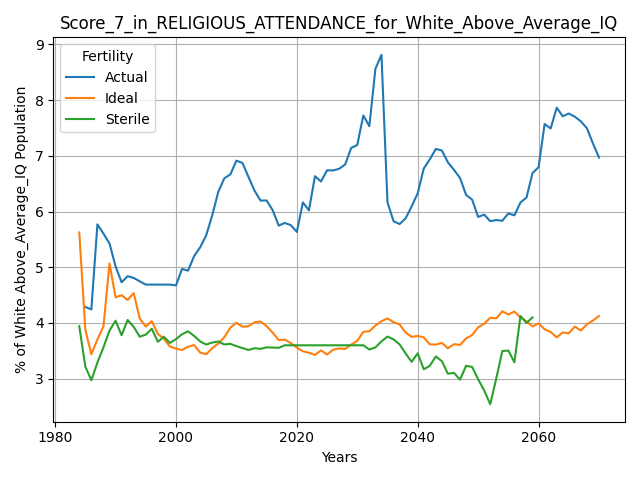 Score_7_in_RELIGIOUS_ATTENDANCE_for_White_Above_Average_IQ
% of White Above_Average_IQ Population
9
8
7
6
5
4
3
Fertility
Actual
Ideal
Sterile
1980
2000
2020
2040
2060
Years